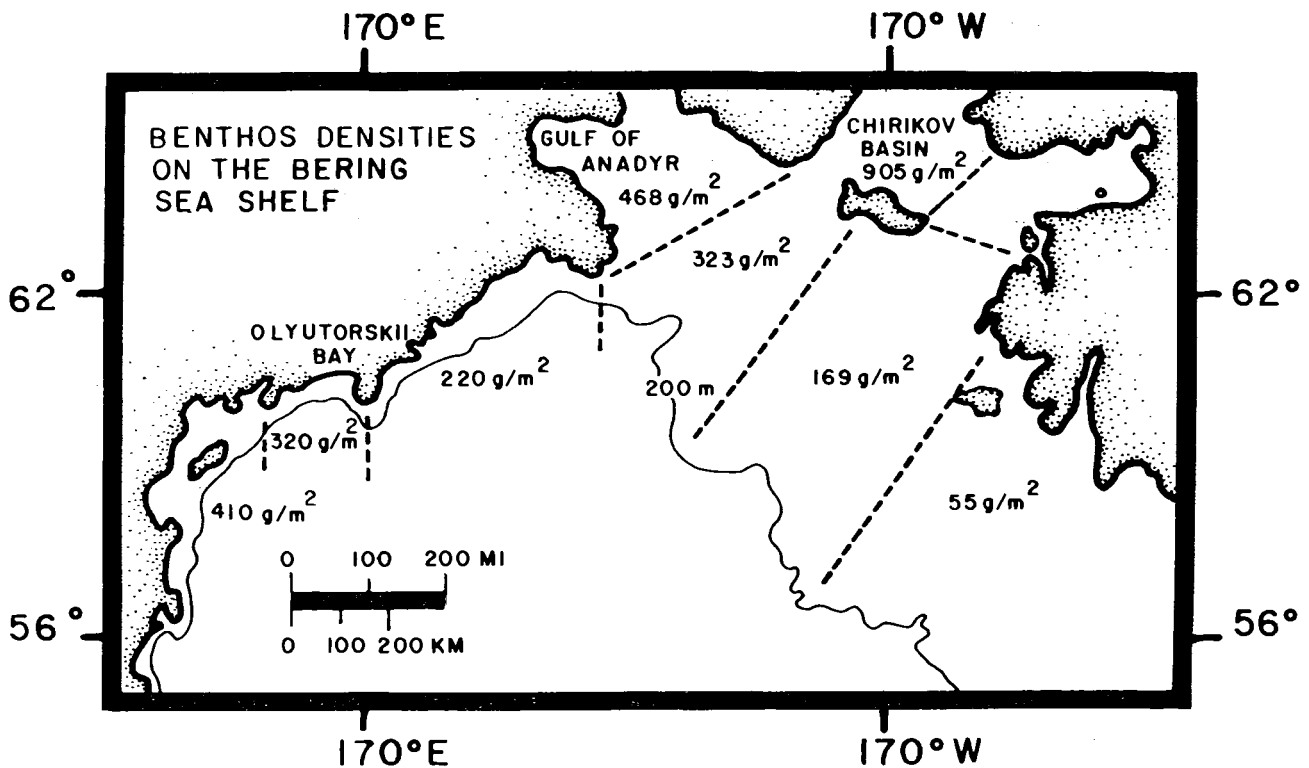 170° E
170° W
BENTHOS DENSITIES
ON THE BERING
SEA SHELF
GULF OF
ANADYR
468 g/m²
CHIRIKOV
BASIN
905 g/m²
323 g/m²
62°
62°
OLYUTORSKII
BAY
220 g/m²
200 m
169 g/m²
320 g/m²
410 g/m²
55 g/m²
0 100 200 MI
0 100 200 KM
56°
56°
170° E
170° W